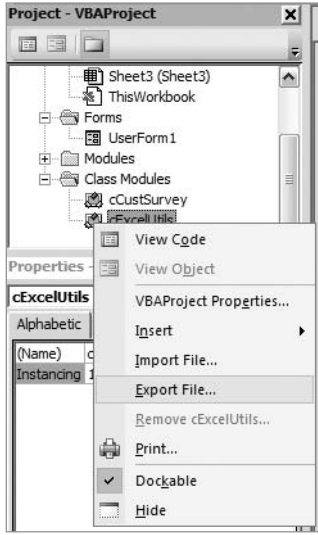 Project - VBAProject
Sheet3 (Sheet3)
ThisWorkbook
Forms
UserForm1
Modules
Class Modules
cCustSurvey
cExcelUtils
View Code
Properties -
View Object
cExcelUtils
VBAProject Properties...
Alphabetic
Insert
(Name) c
Import File...
Instancing 1
Export File...
Remove cExcelUtils...
Print...
Dockable
Hide